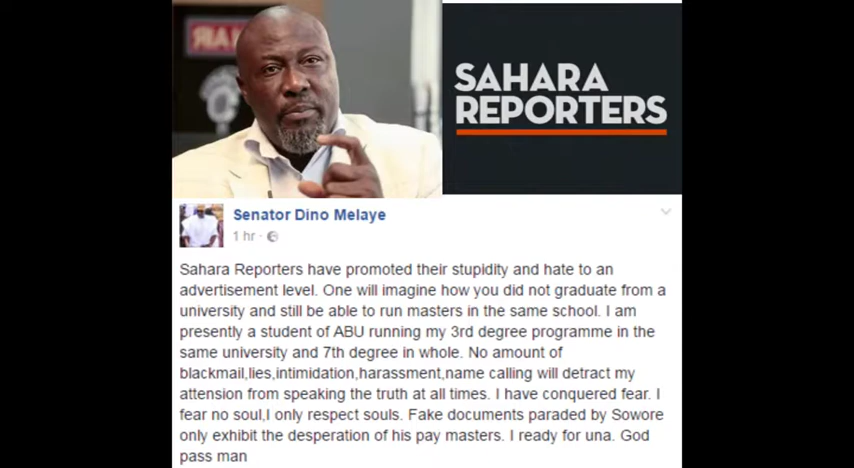 ЯIA
SAHARA
REPORTERS
Senator Dino Melaye
1 hr ·
Sahara Reporters have promoted their stupidity and hate to an
advertisement level. One will imagine how you did not graduate from a
university and still be able to run masters in the same school. I am
presently a student of ABU running my 3rd degree programme in the
same university and 7th degree in whole. No amount of
blackmail,lies,intimidation,harassment,name calling will detract my
attension from speaking the truth at all times. I have conquered fear. I
fear no soul,I only respect souls. Fake documents paraded by Sowore
only exhibit the desperation of his pay masters. I ready for una. God
pass man